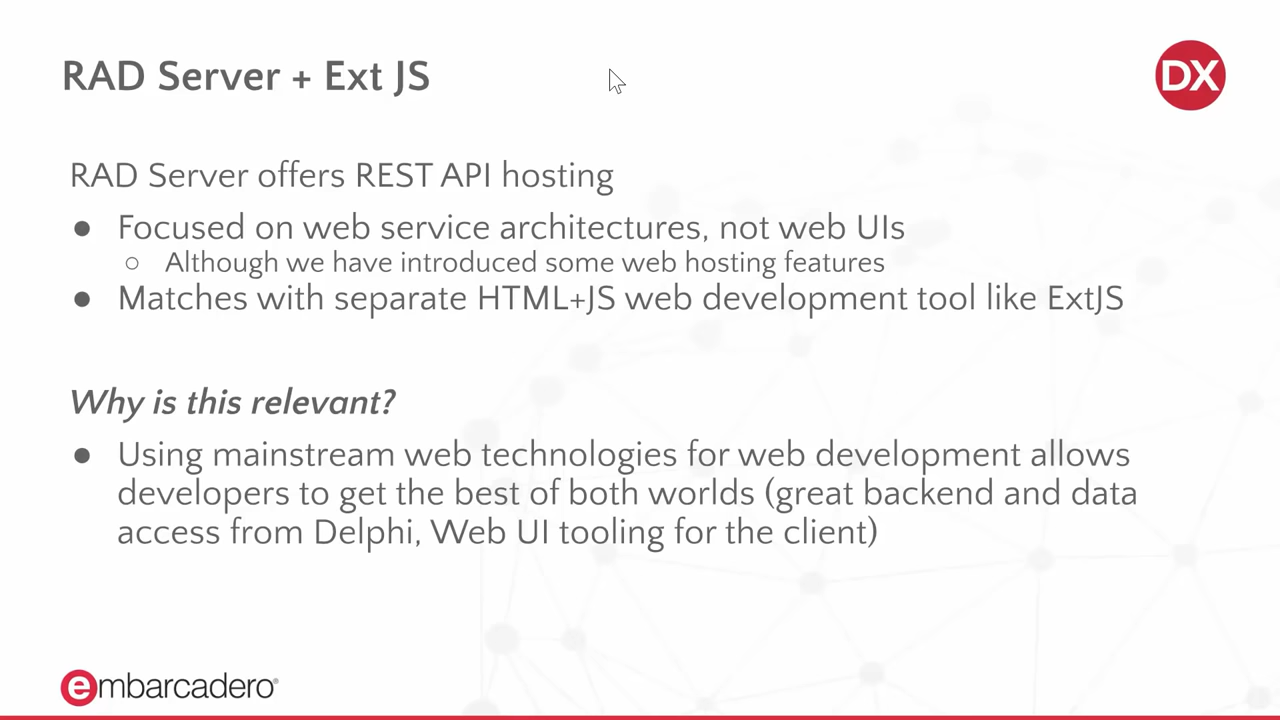 RAD Server + Ext JS
DX
RAD Server offers REST API hosting
● Focused on web service architectures, not web UIs
○ Although we have introduced some web hosting features
● Matches with separate HTML+JS web development tool like ExtJS
Why is this relevant?
● Using mainstream web technologies for web development allows
developers to get the best of both worlds (great backend and data
access from Delphi, Web UI tooling for the client)
embarcadero®